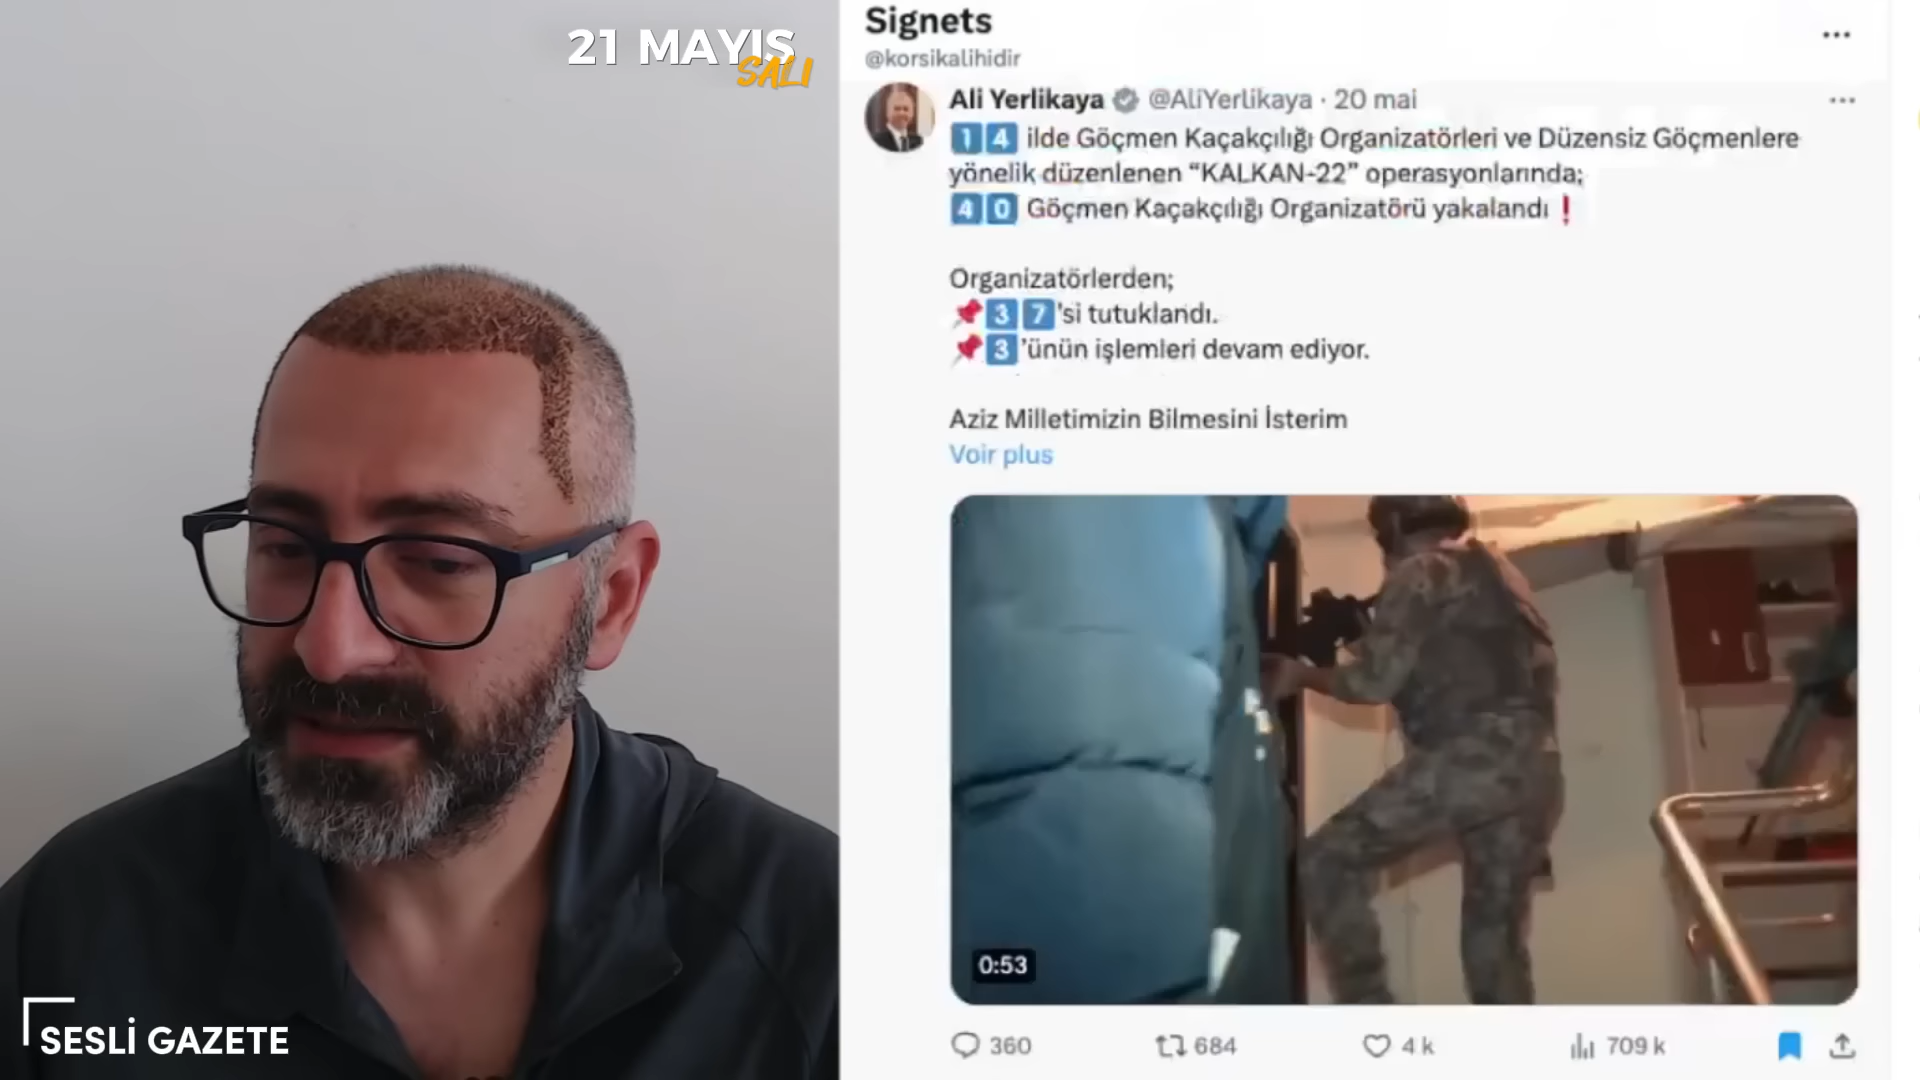 21 MAYIS
SALI
Signets
@korsikalihidir
Ali Yerlikaya @AliYerlikaya · 20 mai
14 ilde Göçmen Kaçakçılığı Organizatörleri ve Düzensiz Göçmenlere
yönelik düzenlenen “KALKAN-22” operasyonlarında;
40 Göçmen Kaçakçılığı Organizatörü yakalandı❗
Organizatörlerden;
📌37'si tutuklandı.
📌3'ünün işlemleri devam ediyor.
Aziz Milletimizin Bilmesini İsterim
Voir plus
0:53
360 684 4 k 709 k
SESLİ GAZETE